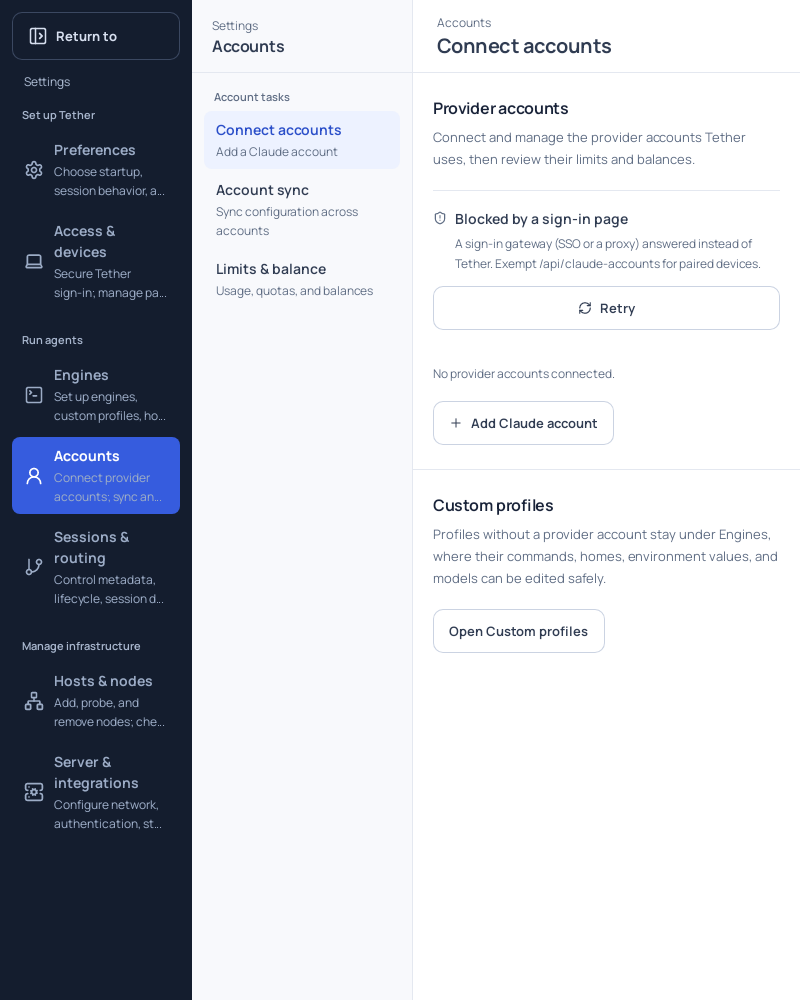 Return to
Settings
Set up Tether
Preferences
Choose startup,
session behavior, a...
Access &
devices
Secure Tether
sign-in; manage pa...
Run agents
Engines
Set up engines,
custom profiles, ho...
Accounts
Connect provider
accounts; sync an...
Sessions &
routing
Control metadata,
lifecycle, session d...
Manage infrastructure
Hosts & nodes
Add, probe, and
remove nodes; che...
Server &
integrations
Configure network,
authentication, st...
Settings
Accounts
Account tasks
Connect accounts
Add a Claude account
Account sync
Sync configuration across
accounts
Limits & balance
Usage, quotas, and balances
Accounts
Connect accounts
Provider accounts
Connect and manage the provider accounts Tether
uses, then review their limits and balances.
Blocked by a sign-in page
A sign-in gateway (SSO or a proxy) answered instead of
Tether. Exempt /api/claude-accounts for paired devices.
Retry
No provider accounts connected.
Add Claude account
Custom profiles
Profiles without a provider account stay under Engines,
where their commands, homes, environment values, and
models can be edited safely.
Open Custom profiles